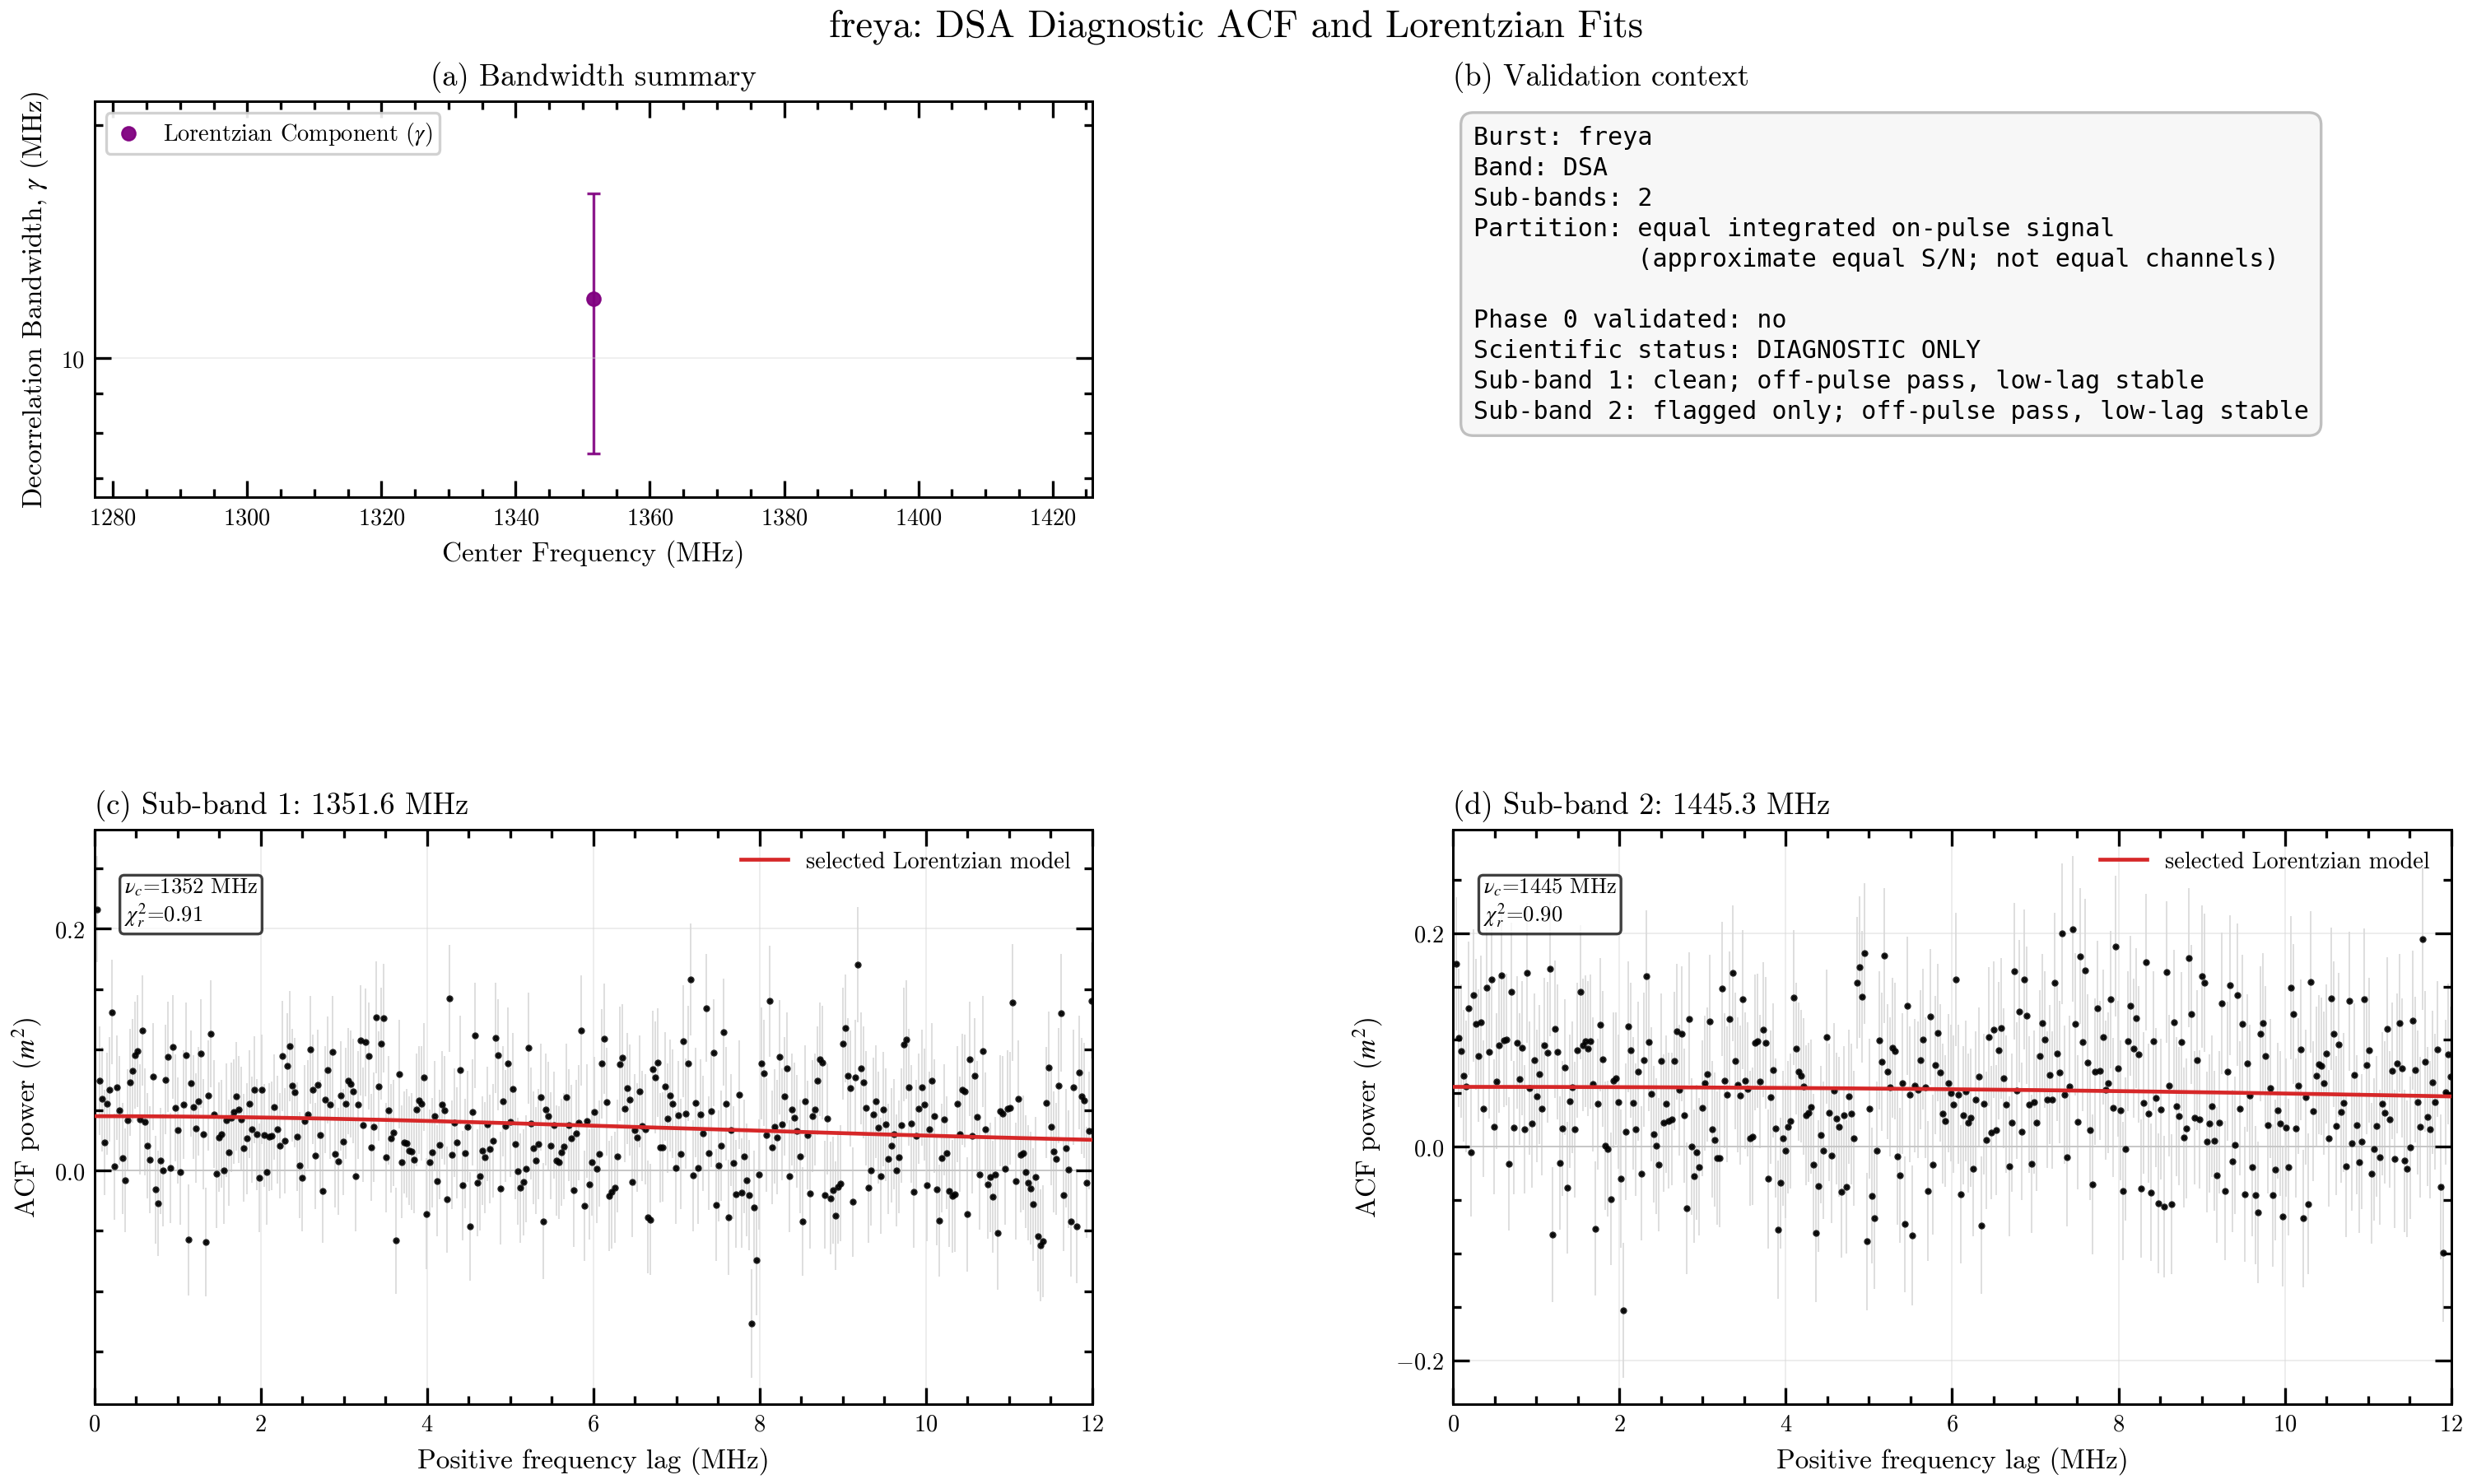 freya: DSA Diagnostic ACF and Lorentzian Fits
(a) Bandwidth summary
Decorrelation Bandwidth, γ (MHz)
Lorentzian Component (γ)
10
1280 1300 1320 1340 1360 1380 1400 1420
Center Frequency (MHz)
(b) Validation context
Burst: freya
Band: DSA
Sub-bands: 2
Partition: equal integrated on-pulse signal
(approximate equal S/N; not equal channels)
Phase 0 validated: no
Scientific status: DIAGNOSTIC ONLY
Sub-band 1: clean; off-pulse pass, low-lag stable
Sub-band 2: flagged only; off-pulse pass, low-lag stable
(c) Sub-band 1: 1351.6 MHz
selected Lorentzian model
ν_c=1352 MHz
χ²_r=0.91
0.2
0.0
ACF power (m²)
0 2 4 6 8 10 12
Positive frequency lag (MHz)
(d) Sub-band 2: 1445.3 MHz
selected Lorentzian model
ν_c=1445 MHz
χ²_r=0.90
0.2
0.0
−0.2
ACF power (m²)
0 2 4 6 8 10 12
Positive frequency lag (MHz)